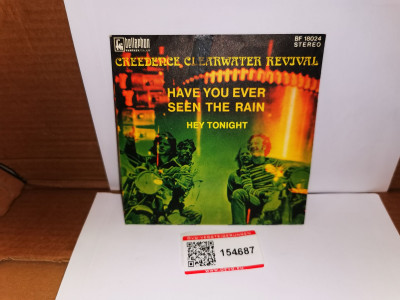 bellaphon
BF 18024
STEREO
CREEDENCE CLEARWATER REVIVAL
HAVE YOU EVER
SEEN THE RAIN
HEY TONIGHT
154687